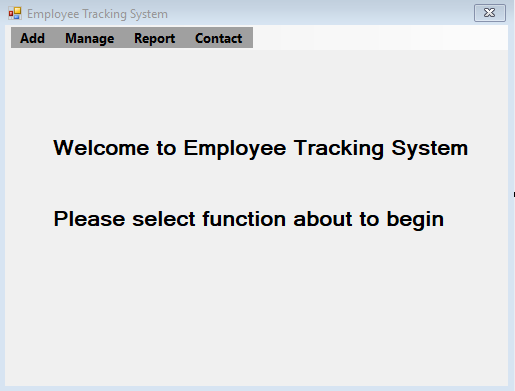 Employee Tracking System
Add Manage Report Contact
Welcome to Employee Tracking System
Please select function about to begin